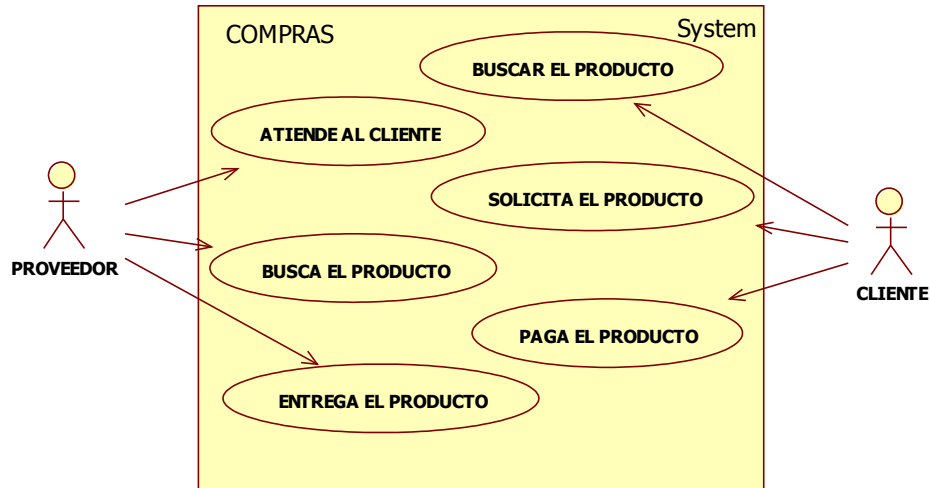 COMPRAS
System
BUSCAR EL PRODUCTO
ATIENDE AL CLIENTE
SOLICITA EL PRODUCTO
PROVEEDOR
BUSCA EL PRODUCTO
CLIENTE
PAGA EL PRODUCTO
ENTREGA EL PRODUCTO